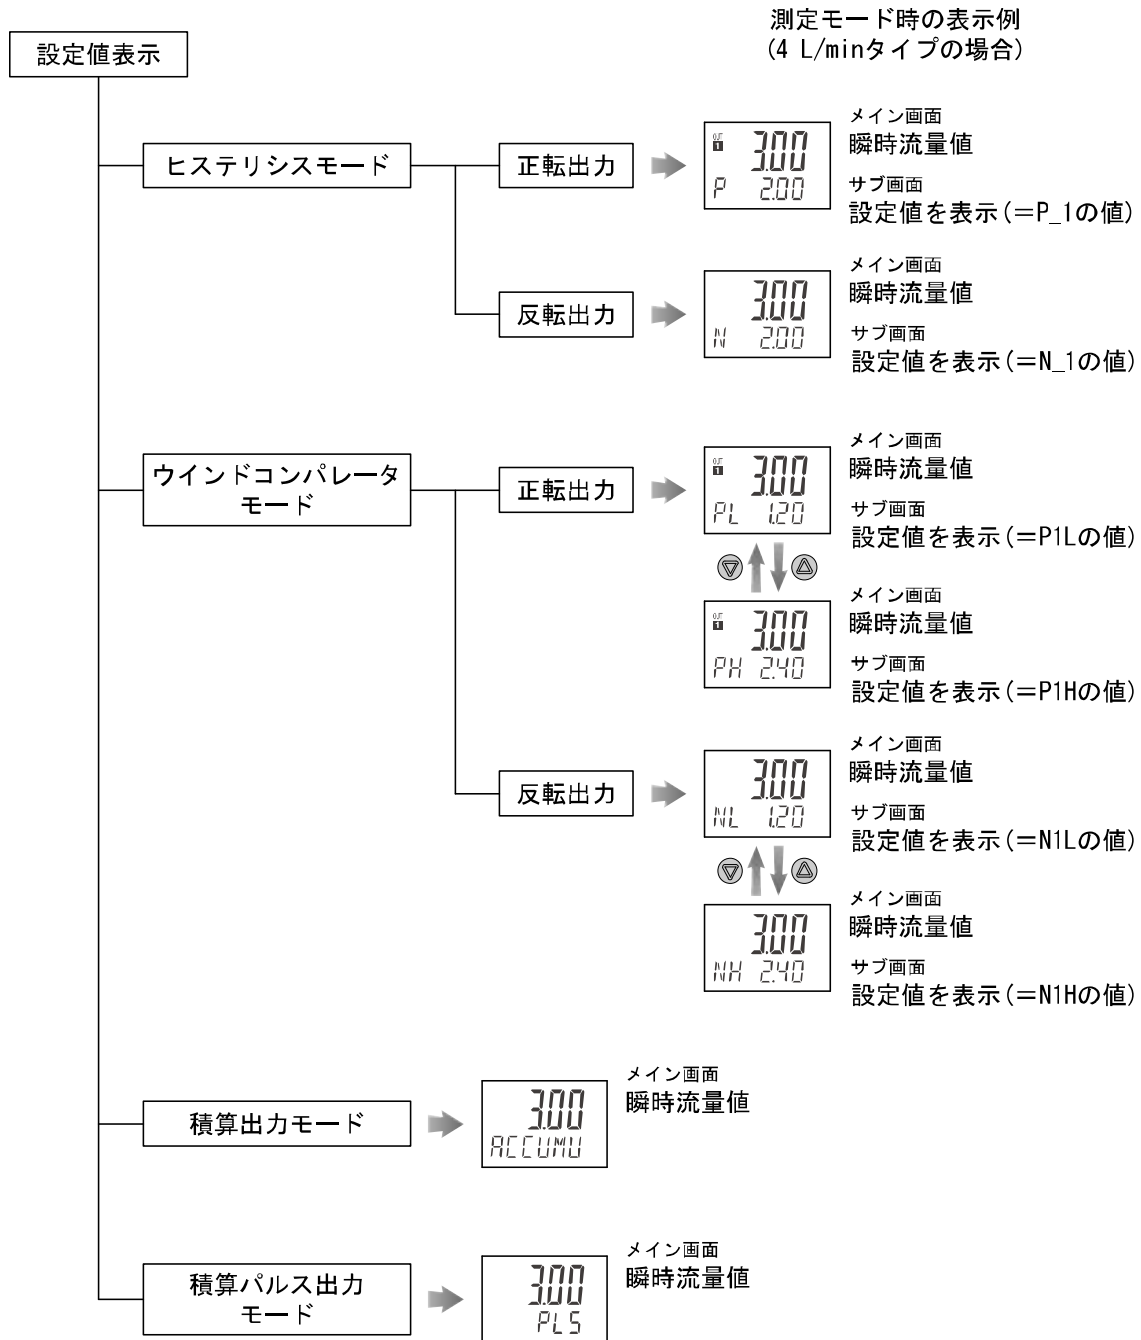 測定モード時の表示例
(4 L/minタイプの場合)
設定値表示
ヒステリシスモード
正転出力
OUT
1
3.00
P 2.00
メイン画面
瞬時流量値
サブ画面
設定値を表示(=P_1の値)
反転出力
3.00
N 2.00
メイン画面
瞬時流量値
サブ画面
設定値を表示(=N_1の値)
ウインドコンパレータ
モード
正転出力
OUT
1
3.00
PL 1.20
メイン画面
瞬時流量値
サブ画面
設定値を表示(=P1Lの値)
OUT
1
3.00
PH 2.40
メイン画面
瞬時流量値
サブ画面
設定値を表示(=P1Hの値)
反転出力
3.00
NL 1.20
メイン画面
瞬時流量値
サブ画面
設定値を表示(=N1Lの値)
3.00
NH 2.40
メイン画面
瞬時流量値
サブ画面
設定値を表示(=N1Hの値)
積算出力モード
3.00
ACCUMU
メイン画面
瞬時流量値
積算パルス出力
モード
3.00
PLS
メイン画面
瞬時流量値